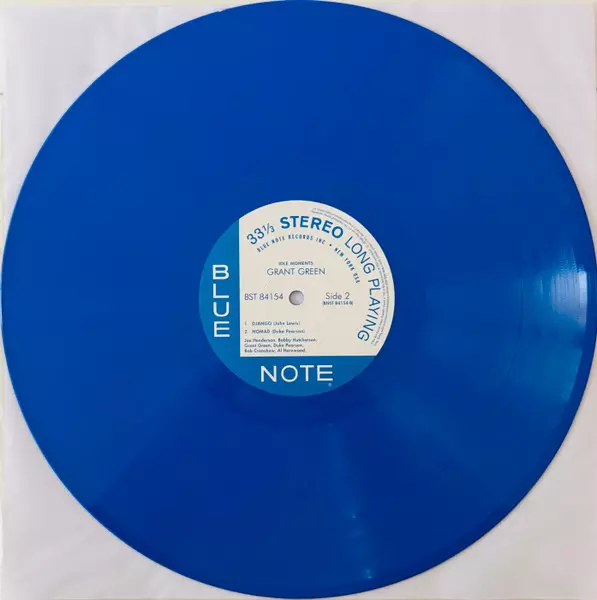 33 1/3 STEREO LONG PLAYING
BLUE NOTE RECORDS INC • NEW YORK USA
IDLE MOMENTS
GRANT GREEN
BST 84154
Side 2
(BNST 84154-B)
1. DJANGO (John Lewis)
2. NOMAD (Duke Pearson)
Joe Henderson, Bobby Hutcherson,
Grant Green, Duke Pearson,
Bob Cranshaw, Al Harewood
BLUE
NOTE